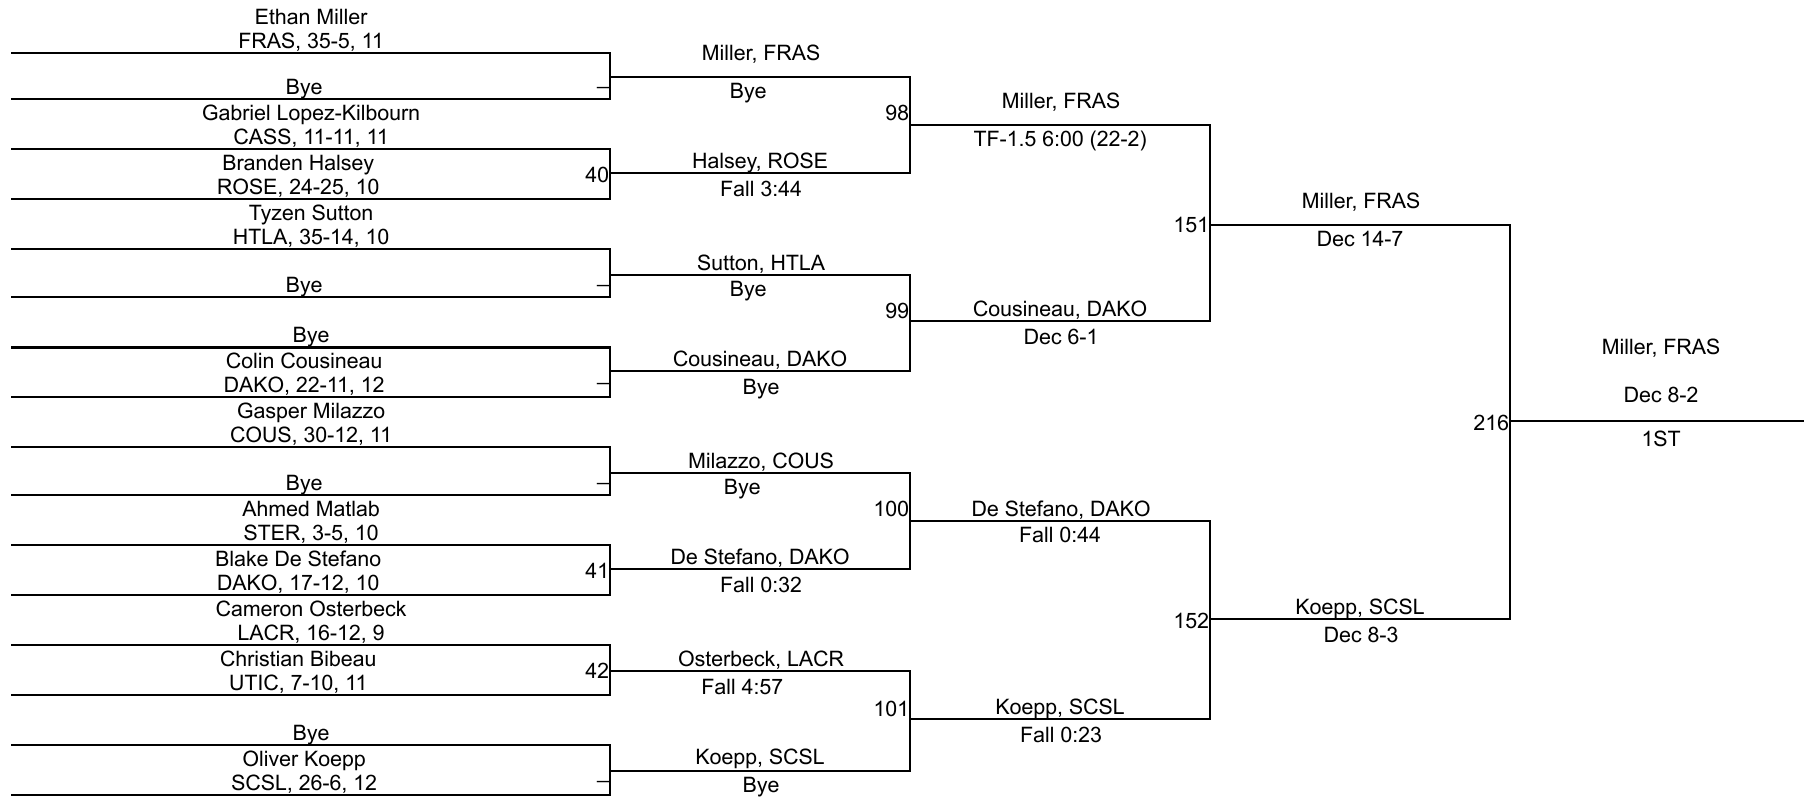 Ethan Miller
FRAS, 35-5, 11
Bye
Gabriel Lopez-Kilbourn
CASS, 11-11, 11
Branden Halsey
ROSE, 24-25, 10
40
Tyzen Sutton
HTLA, 35-14, 10
Bye
Bye
Colin Cousineau
DAKO, 22-11, 12
Gasper Milazzo
COUS, 30-12, 11
Bye
Ahmed Matlab
STER, 3-5, 10
Blake De Stefano
DAKO, 17-12, 10
41
Cameron Osterbeck
LACR, 16-12, 9
Christian Bibeau
UTIC, 7-10, 11
42
Bye
Oliver Koepp
SCSL, 26-6, 12
Miller, FRAS
Bye
98
Halsey, ROSE
Fall 3:44
Sutton, HTLA
Bye
99
Cousineau, DAKO
Bye
Milazzo, COUS
Bye
100
De Stefano, DAKO
Fall 0:32
Osterbeck, LACR
Fall 4:57
101
Koepp, SCSL
Bye
Miller, FRAS
TF-1.5 6:00 (22-2)
151
Cousineau, DAKO
Dec 6-1
De Stefano, DAKO
Fall 0:44
152
Koepp, SCSL
Fall 0:23
Miller, FRAS
Dec 14-7
216
Koepp, SCSL
Dec 8-3
Miller, FRAS
Dec 8-2
1ST